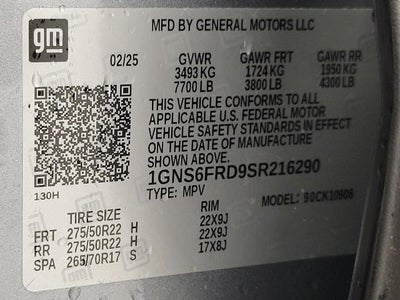 gm
MFD BY GENERAL MOTORS LLC
02/25 GVWR GAWR FRT GAWR RR
3493 KG 1724 KG 1950 KG
7700 LB 3800 LB 4300 LB
THIS VEHICLE CONFORMS TO ALL
APPLICABLE U.S. FEDERAL MOTOR
VEHICLE SAFETY STANDARDS IN EFFECT
ON THE DATE OF MANUFACTURE
SHOWN ABOVE.
1GNS6FRD9SR216290
130H TYPE: MPV MODEL: 90CK10906
TIRE SIZE RIM
FRT 275/50R22 H 22X9J
RR 275/50R22 H 22X9J
SPA 265/70R17 S 17X8J